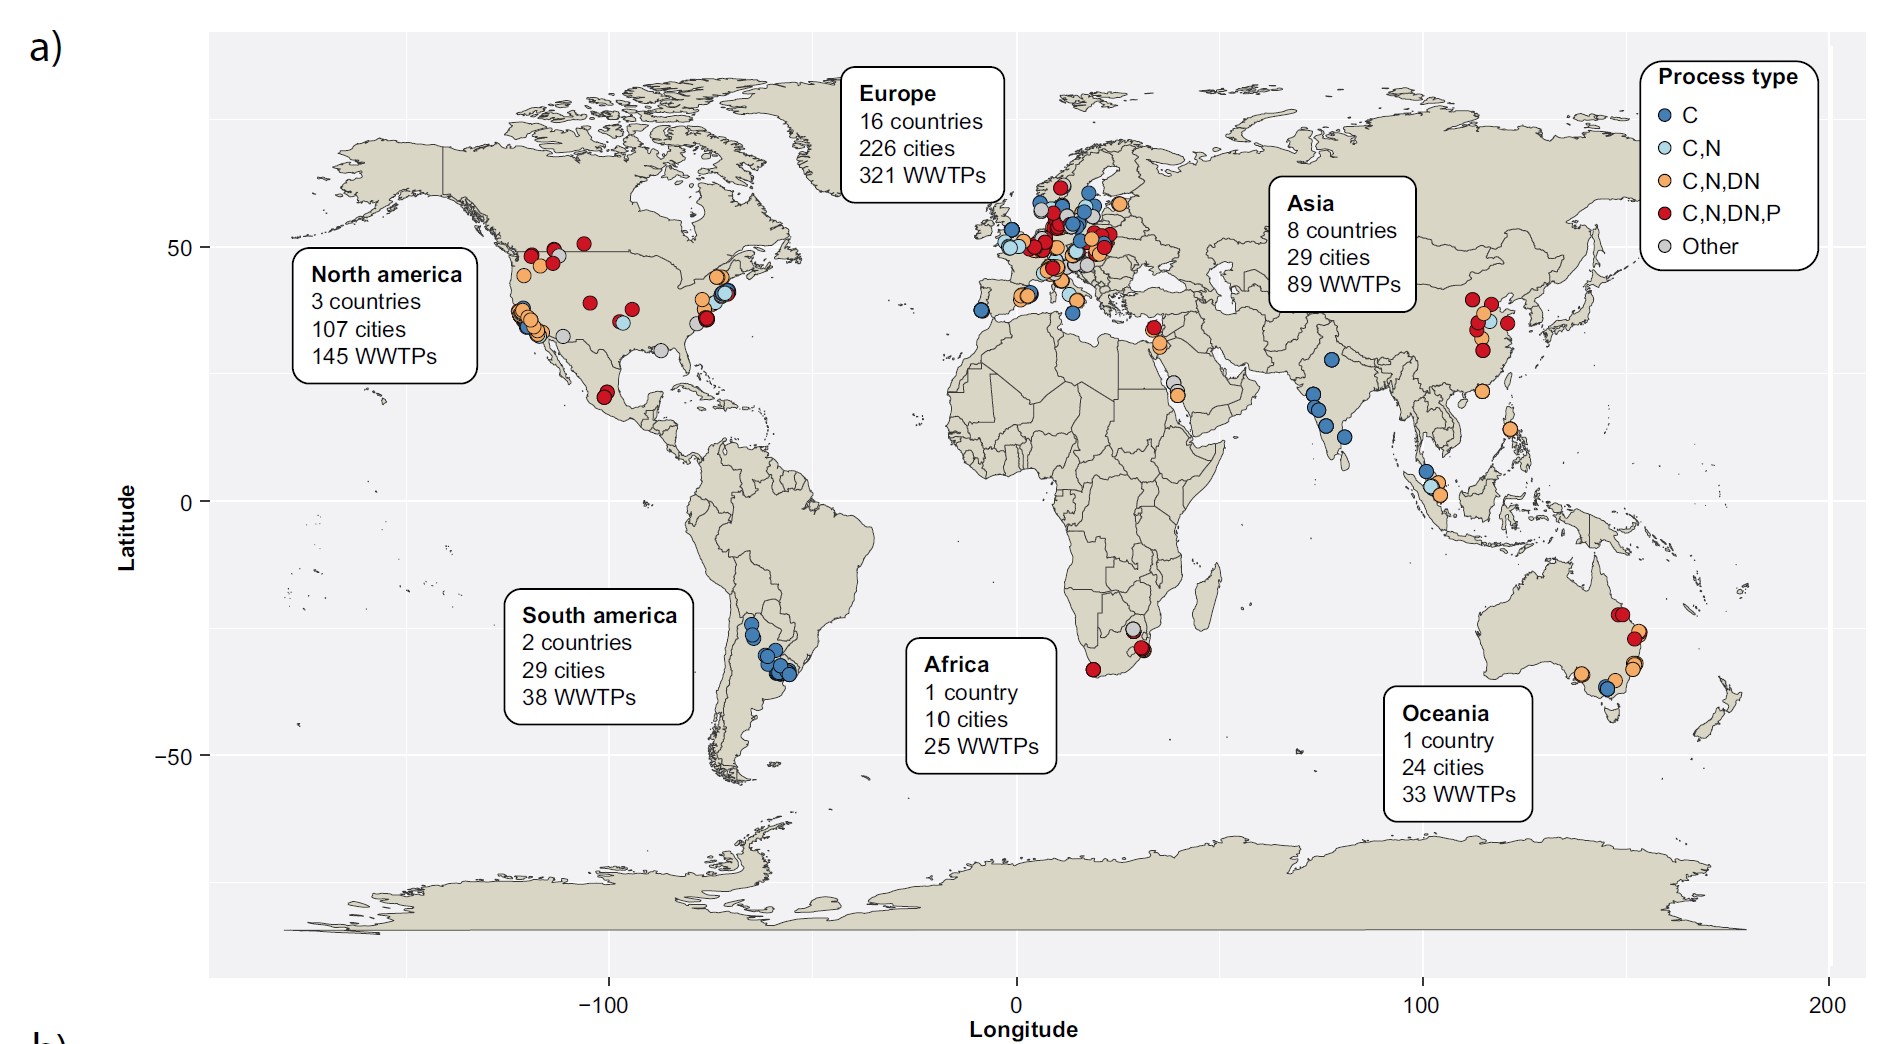 a)
Europe
16 countries
226 cities
321 WWTPs
Process type
C
C,N
C,N,DN
C,N,DN,P
Other
Asia
8 countries
29 cities
89 WWTPs
North america
3 countries
107 cities
145 WWTPs
South america
2 countries
29 cities
38 WWTPs
Africa
1 country
10 cities
25 WWTPs
Oceania
1 country
24 cities
33 WWTPs
Latitude
50
0
−50
−100
0
100
200
Longitude